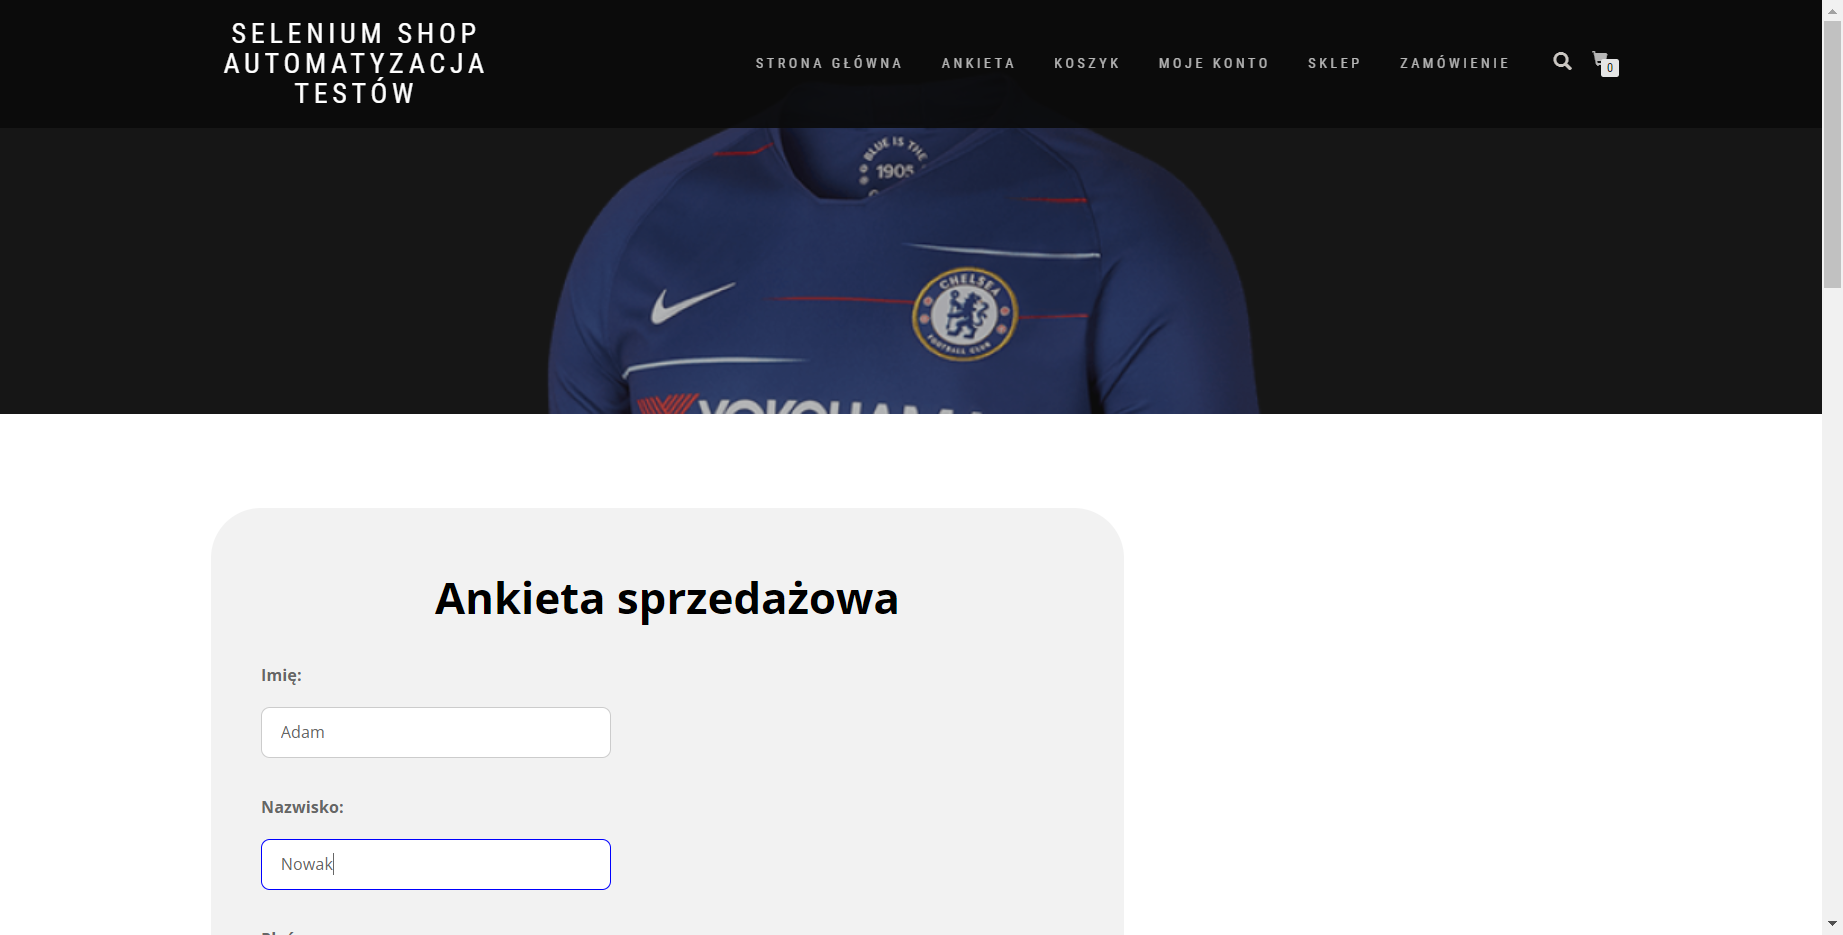 SELENIUM SHOP
AUTOMATYZACJA
TESTÓW
STRONA GŁÓWNA ANKIETA KOSZYK MOJE KONTO SKLEP ZAMÓWIENIE
0
BLUE IS THE
1905
CHELSEA
FOOTBALL CLUB
YOKOHAMA
Ankieta sprzedażowa
Imię:
Adam
Nazwisko:
Nowak